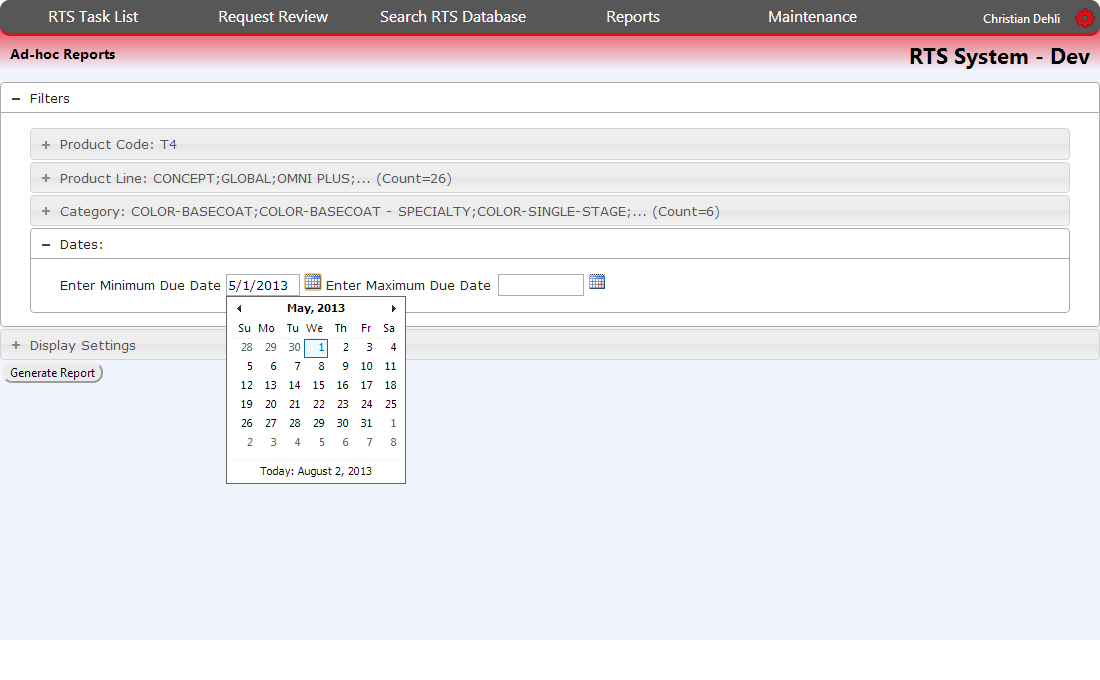 RTS Task List Request Review Search RTS Database Reports Maintenance Christian Dehli
Ad-hoc Reports RTS System - Dev
− Filters
+ Product Code: T4
+ Product Line: CONCEPT;GLOBAL;OMNI PLUS;... (Count=26)
+ Category: COLOR-BASECOAT;COLOR-BASECOAT - SPECIALTY;COLOR-SINGLE-STAGE;... (Count=6)
− Dates:
Enter Minimum Due Date 5/1/2013 Enter Maximum Due Date
May, 2013
Su Mo Tu We Th Fr Sa
28 29 30 1 2 3 4
5 6 7 8 9 10 11
12 13 14 15 16 17 18
19 20 21 22 23 24 25
26 27 28 29 30 31 1
2 3 4 5 6 7 8
Today: August 2, 2013
+ Display Settings
Generate Report